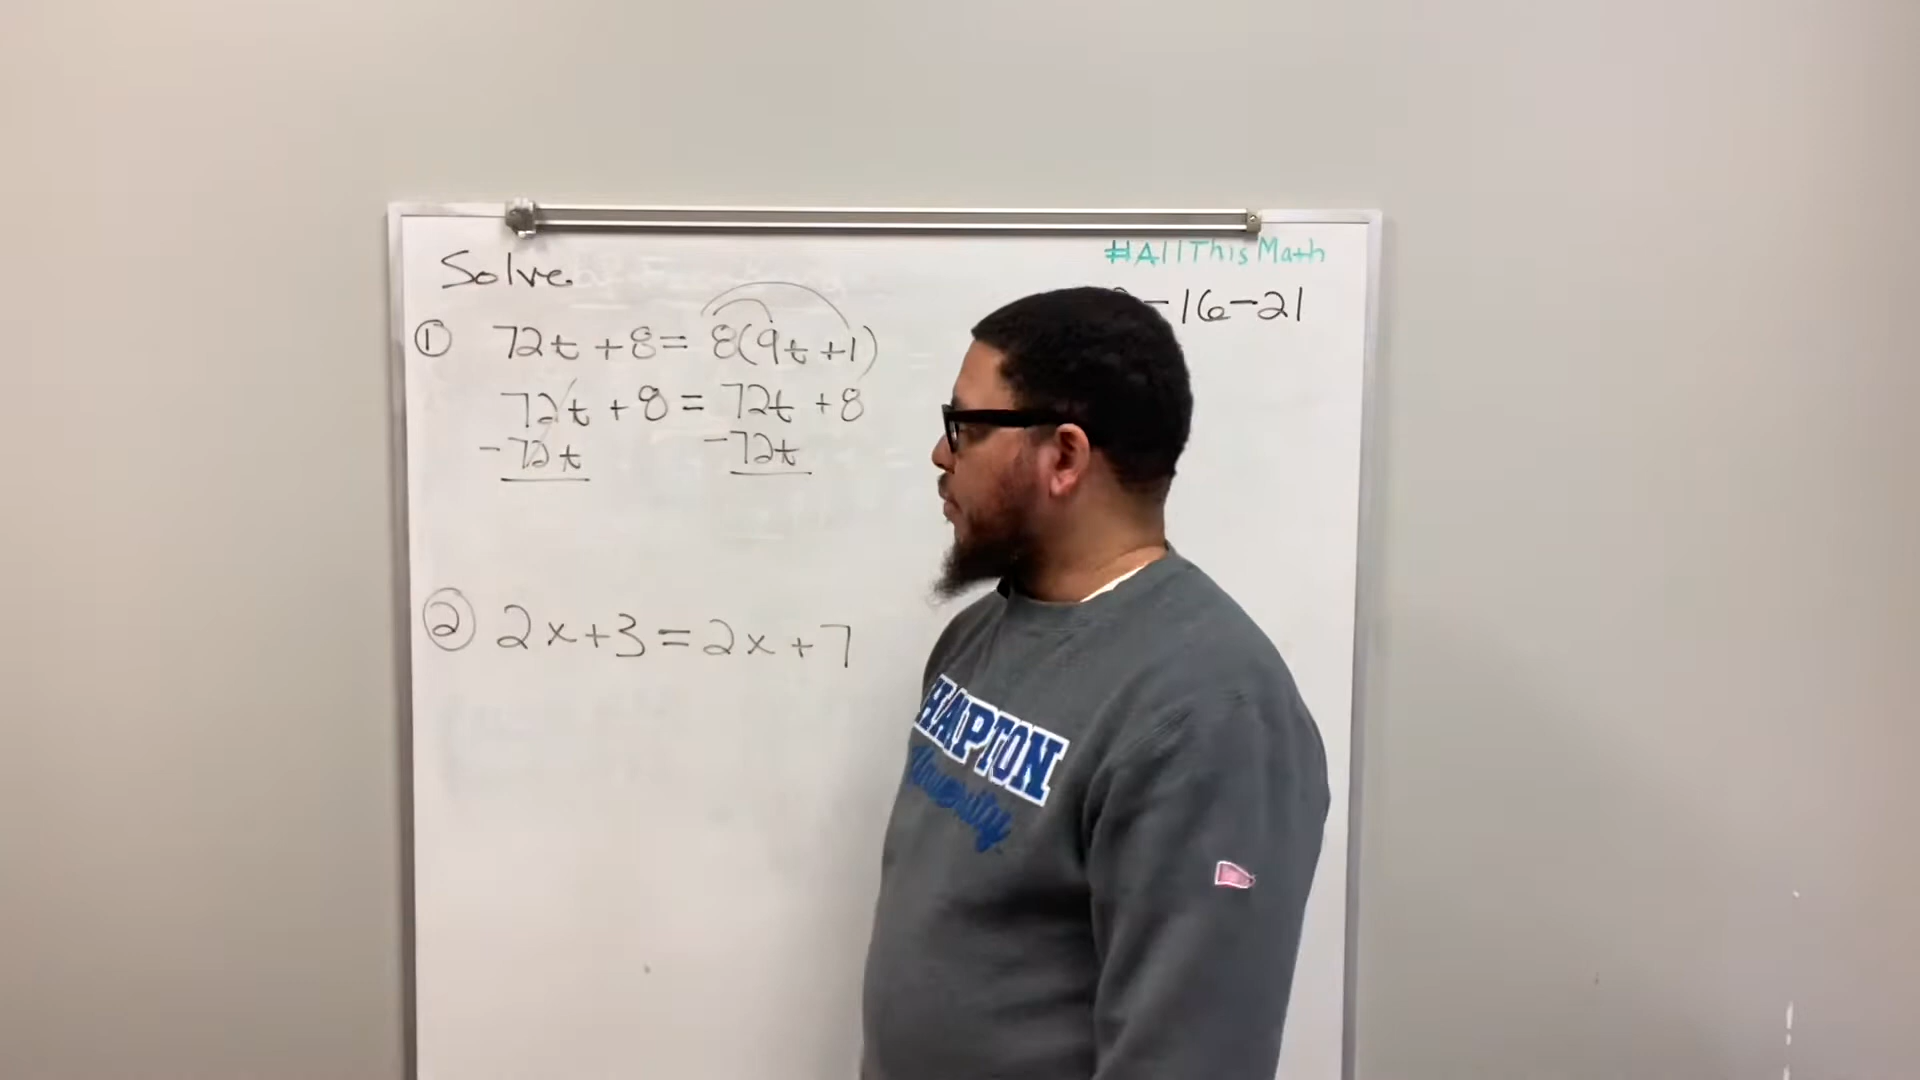 Solve
#AllThisMath
-16-21
① 72t +8= 8(9t +1)
72t +8 = 72t +8
-72t -72t
② 2x+3=2x+7
HAMPTON
University